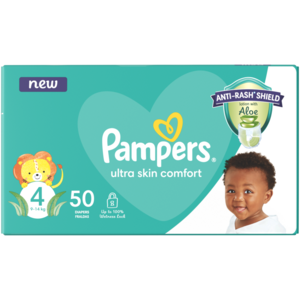 new
ANTI-RASH SHIELD
lotion with
Aloe
Pampers
ultra skin comfort
4
50
Up to 100%